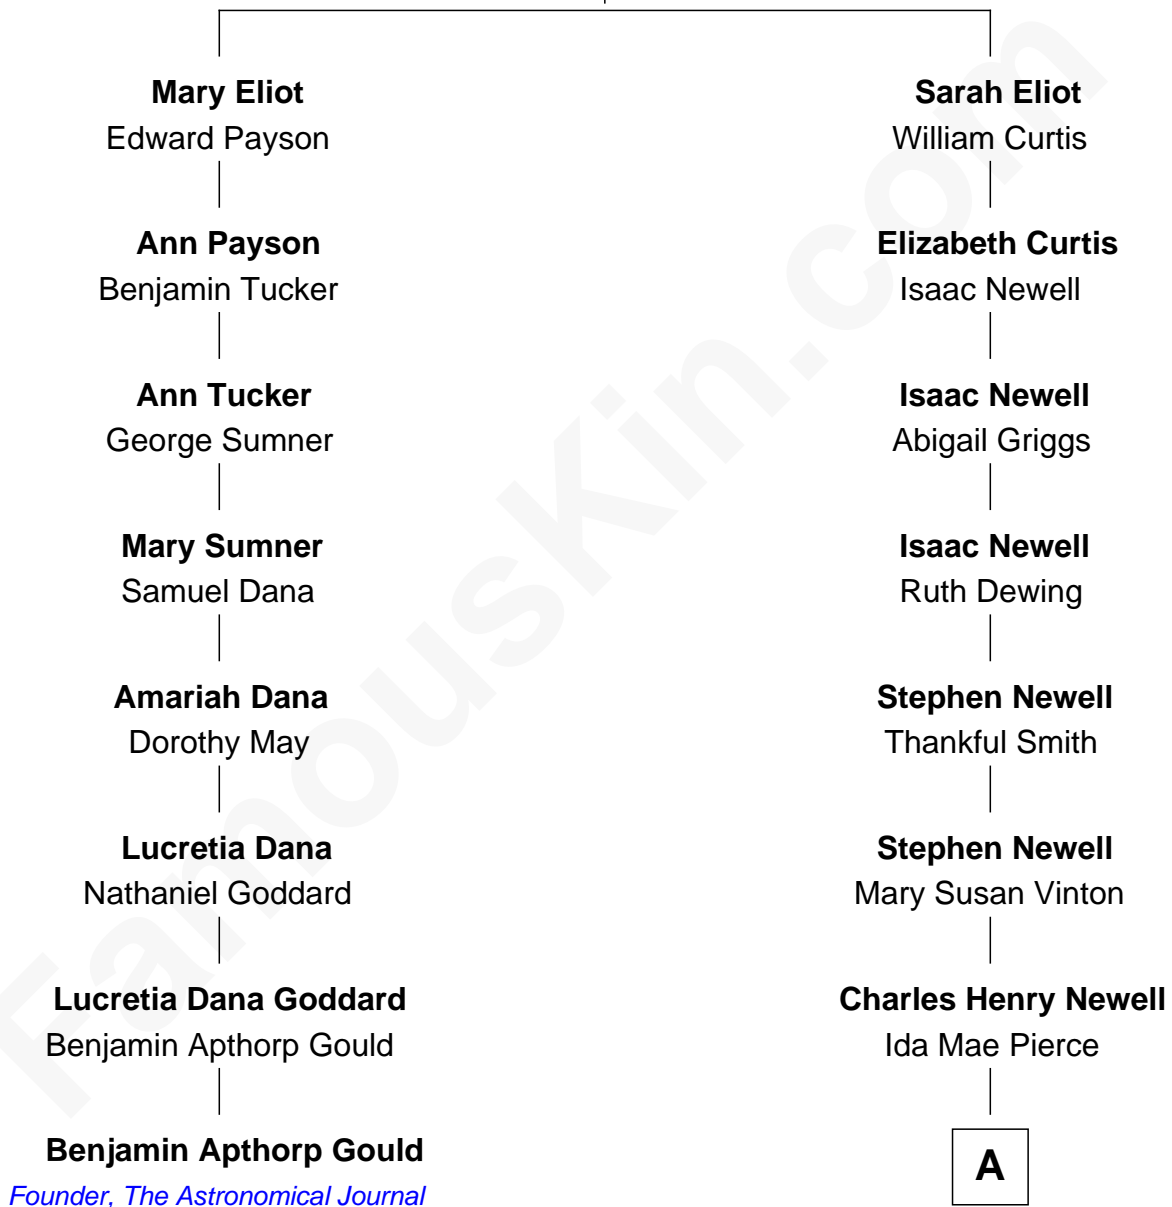 Mary Eliot
Edward Payson
Ann Payson
Benjamin Tucker
Ann Tucker
George Sumner
Mary Sumner
Samuel Dana
Amariah Dana
Dorothy May
Lucretia Dana
Nathaniel Goddard
Lucretia Dana Goddard
Benjamin Apthorp Gould
Benjamin Apthorp Gould
Founder, The Astronomical Journal
Sarah Eliot
William Curtis
Elizabeth Curtis
Isaac Newell
Isaac Newell
Abigail Griggs
Isaac Newell
Ruth Dewing
Stephen Newell
Thankful Smith
Stephen Newell
Mary Susan Vinton
Charles Henry Newell
Ida Mae Pierce
A
FamousKin.com